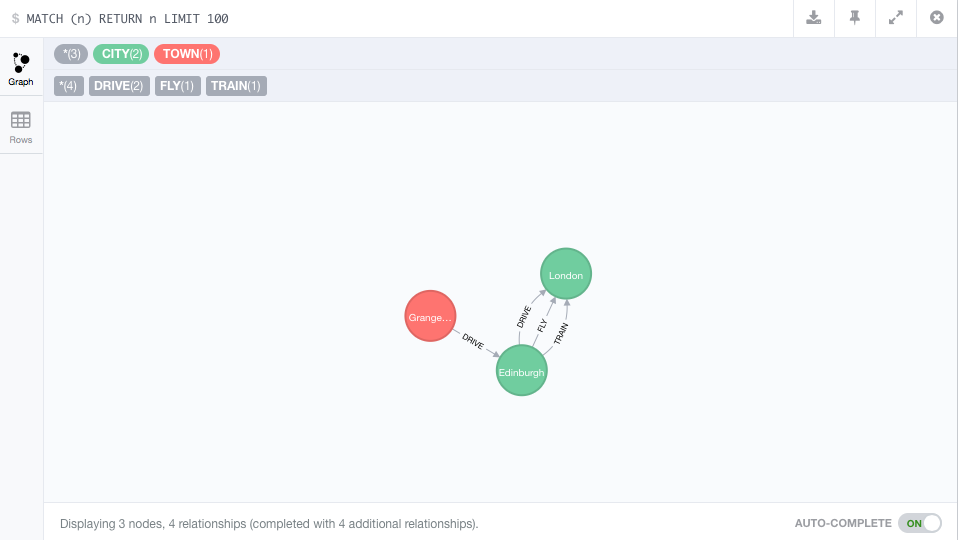 $ MATCH (n) RETURN n LIMIT 100
*(3) CITY(2) TOWN(1)
Graph
*(4) DRIVE(2) FLY(1) TRAIN(1)
Rows
London
Grange...
DRIVE
FLY
TRAIN
DRIVE
Edinburgh
Displaying 3 nodes, 4 relationships (completed with 4 additional relationships).
AUTO-COMPLETE ON